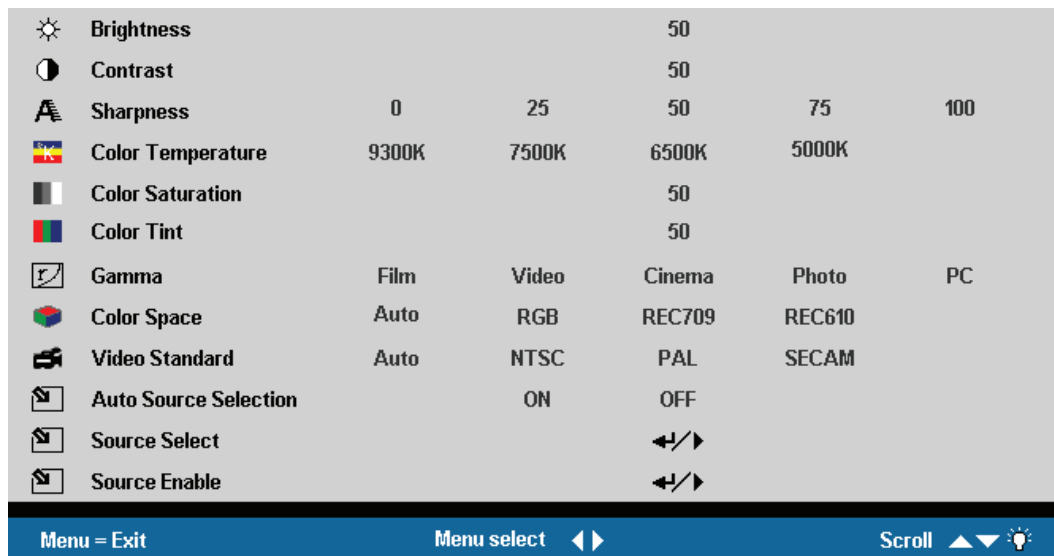 Brightness 50
Contrast 50
Sharpness 0 25 50 75 100
°K Color Temperature 9300K 7500K 6500K 5000K
Color Saturation 50
Color Tint 50
Gamma Film Video Cinema Photo PC
Color Space Auto RGB REC709 REC610
Video Standard Auto NTSC PAL SECAM
Auto Source Selection ON OFF
Source Select /
Source Enable /
Menu = Exit Menu select Scroll